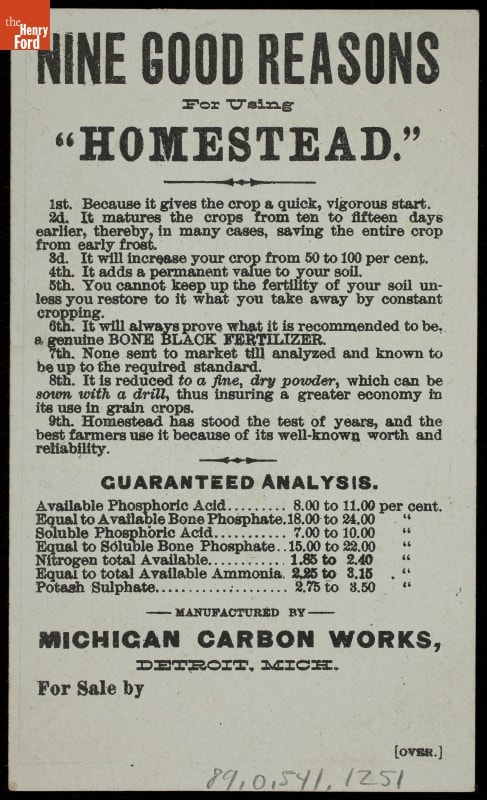 the
Henry
Ford
NINE GOOD REASONS
For Using
“HOMESTEAD.”
1st. Because it gives the crop a quick, vigorous start.
2d. It matures the crops from ten to fifteen days
earlier, thereby, in many cases, saving the entire crop
from early frost.
3d. It will increase your crop from 50 to 100 per cent.
4th. It adds a permanent value to your soil.
5th. You cannot keep up the fertility of your soil un-
less you restore to it what you take away by constant
cropping.
6th. It will always prove what it is recommended to be,
a genuine BONE BLACK FERTILIZER.
7th. None sent to market till analyzed and known to
be up to the required standard.
8th. It is reduced to a fine, dry powder, which can be
sown with a drill, thus insuring a greater economy in
its use in grain crops.
9th. Homestead has stood the test of years, and the
best farmers use it because of its well-known worth and
reliability.
GUARANTEED ANALYSIS.
Available Phosphoric Acid......... 8.00 to 11.00 per cent.
Equal to Available Bone Phosphate.18.00 to 24.00 “
Soluble Phosphoric Acid........... 7.00 to 10.00 “
Equal to Soluble Bone Phosphate..15.00 to 22.00 “
Nitrogen total Available............ 1.85 to 2.40 “
Equal to total Available Ammonia. 2.25 to 3.15 . “
Potash Sulphate.................... 2.75 to 3.50 “
MANUFACTURED BY
MICHIGAN CARBON WORKS,
DETROIT, MICH.
For Sale by
[OVER.]
89.0.541.1251